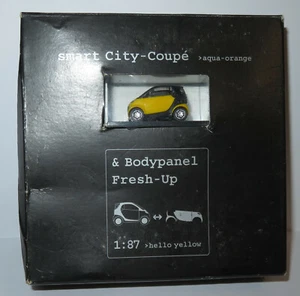 smart City-Coupé >aqua-orange
& Bodypanel
Fresh-Up
1:87 >hello yellow